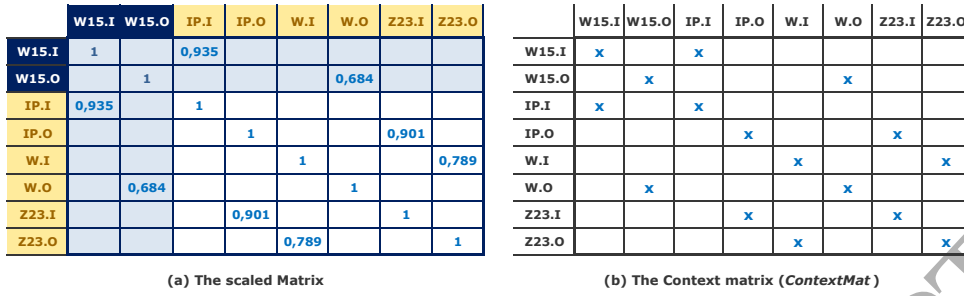 W15.I W15.O IP.I IP.O W.I W.O Z23.I Z23.O
W15.I 1 0,935
W15.O 1 0,684
IP.I 0,935 1
IP.O 1 0,901
W.I 1 0,789
W.O 0,684 1
Z23.I 0,901 1
Z23.O 0,789 1
(a) The scaled Matrix
W15.I W15.O IP.I IP.O W.I W.O Z23.I Z23.O
W15.I x x
W15.O x x
IP.I x x
IP.O x x
W.I x x
W.O x x
Z23.I x x
Z23.O x x
(b) The Context matrix (ContextMat )